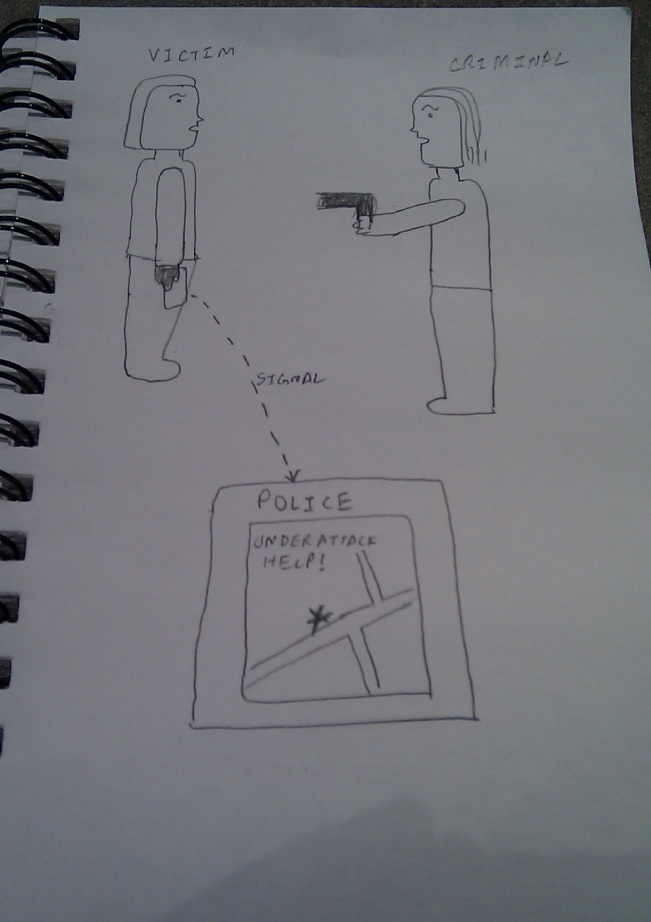 VICTIM
CRIMINAL
SIGNAL
POLICE
UNDER ATTACK
HELP!